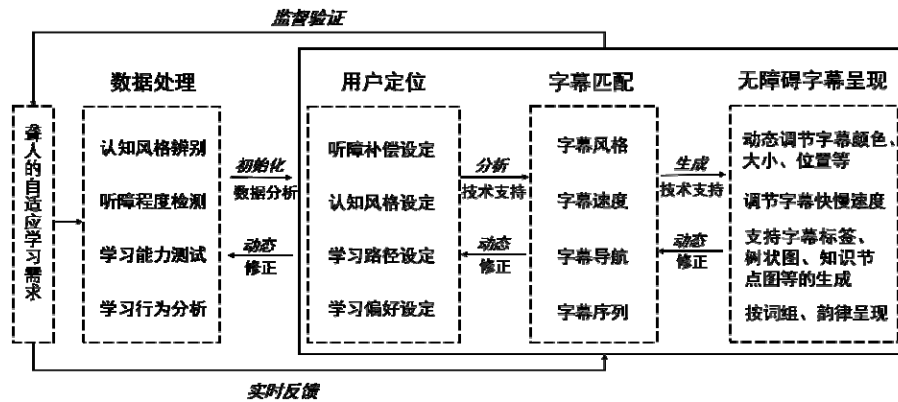 监督验证
数据处理
用户定位
字幕匹配
无障碍字幕呈现
聋人的自适应学习需求
认知风格辨别
听障程度检测
学习能力测试
学习行为分析
初始化
数据分析
动态
修正
听障补偿设定
认知风格设定
学习路径设定
学习偏好设定
分析
技术支持
动态
修正
字幕风格
字幕速度
字幕导航
字幕序列
生成
技术支持
动态
修正
动态调节字幕颜色、
大小、位置等
调节字幕快慢速度
支持字幕标签、
树状图、知识节
点图等的生成
按词组、韵律呈现
实时反馈